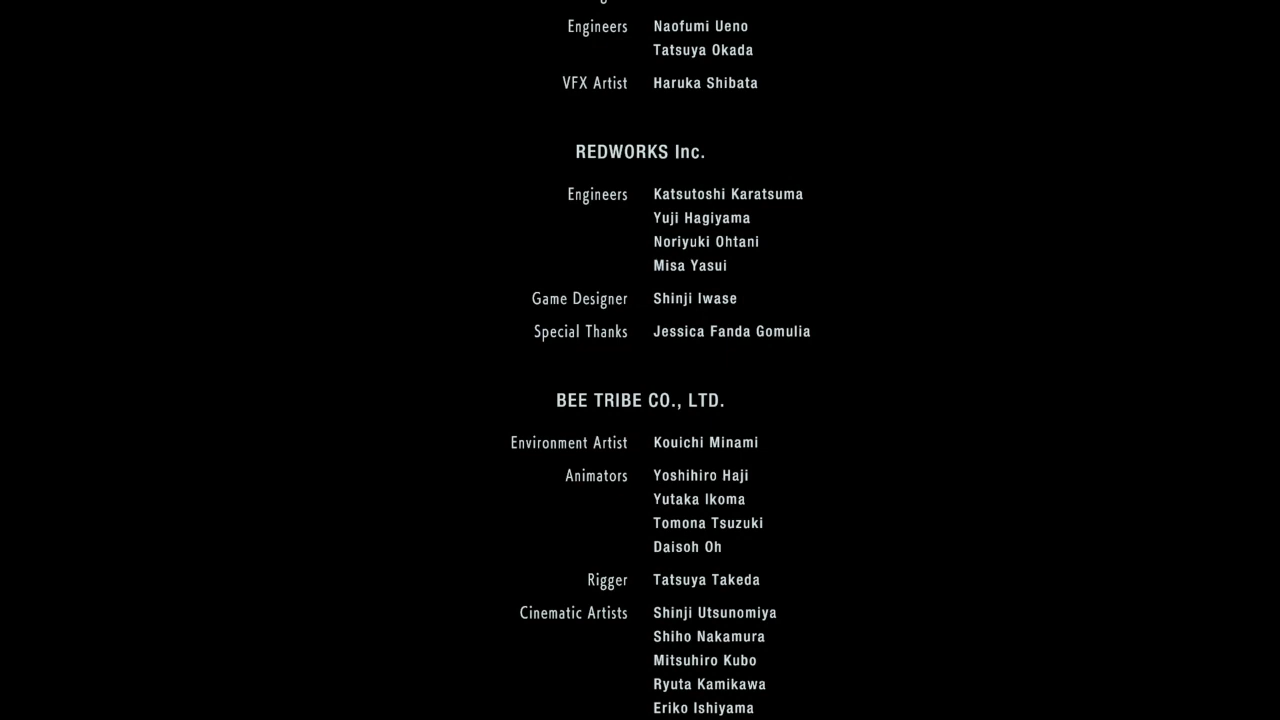 Engineers Naofumi Ueno
Tatsuya Okada
VFX Artist Haruka Shibata
REDWORKS Inc.
Engineers Katsutoshi Karatsuma
Yuji Hagiyama
Noriyuki Ohtani
Misa Yasui
Game Designer Shinji Iwase
Special Thanks Jessica Fanda Gomulia
BEE TRIBE CO., LTD.
Environment Artist Kouichi Minami
Animators Yoshihiro Haji
Yutaka Ikoma
Tomona Tsuzuki
Daisoh Oh
Rigger Tatsuya Takeda
Cinematic Artists Shinji Utsunomiya
Shiho Nakamura
Mitsuhiro Kubo
Ryuta Kamikawa
Eriko Ishiyama